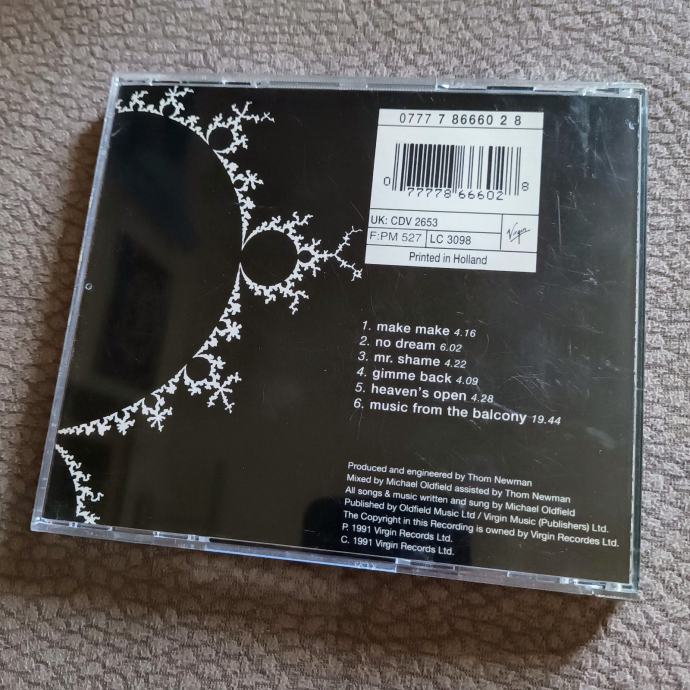 0777 7 86660 2 8
0 77778 66602 8
UK: CDV 2653
F:PM 527 LC 3098 Virgin
Printed in Holland
1. make make 4.16
2. no dream 6.02
3. mr. shame 4.22
4. gimme back 4.09
5. heaven's open 4.28
6. music from the balcony 19.44
Produced and engineered by Thom Newman
Mixed by Michael Oldfield assisted by Thom Newman
All songs & music written and sung by Michael Oldfield
Published by Oldfield Music Ltd / Virgin Music (Publishers) Ltd.
The Copyright in this Recording is owned by Virgin Recordes Ltd.
P. 1991 Virgin Records Ltd.
C. 1991 Virgin Records Ltd.